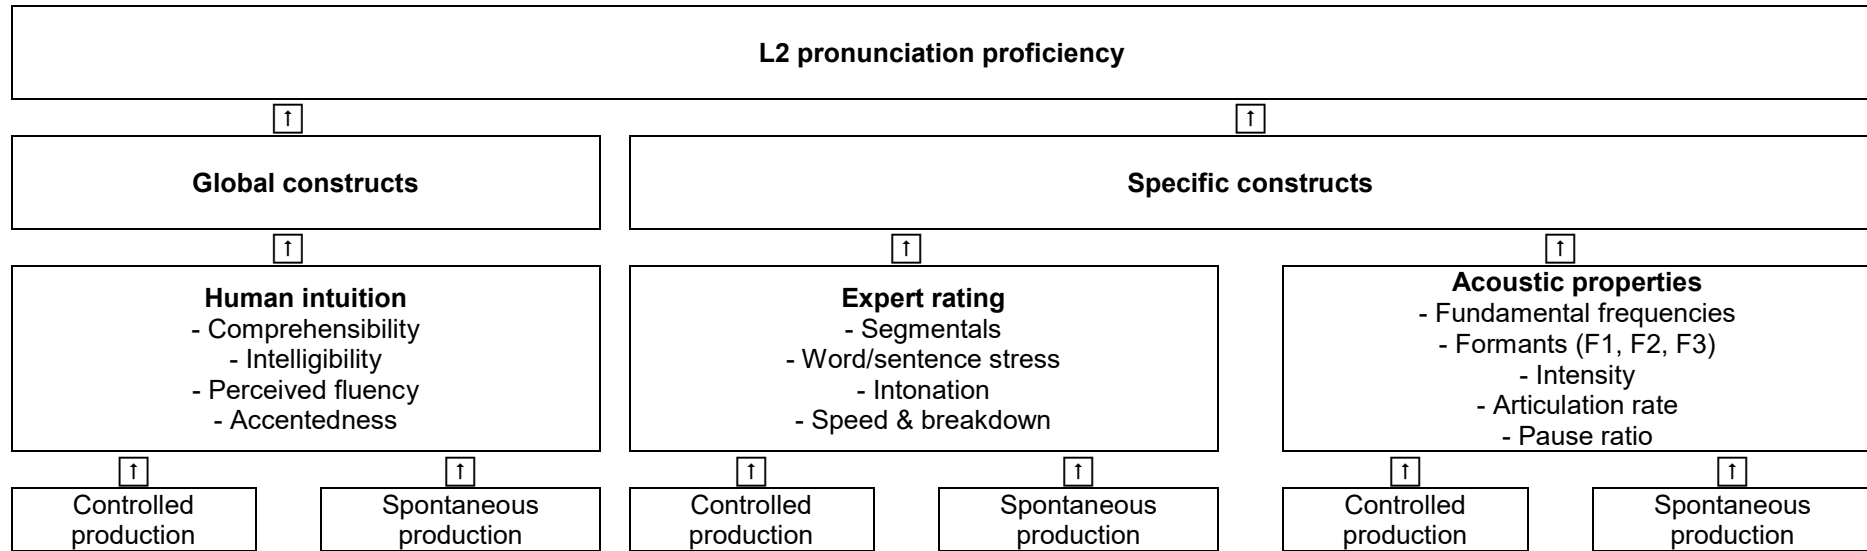 L2 pronunciation proficiency
↑
↑
Global constructs
Specific constructs
↑
↑
↑
Human intuition
- Comprehensibility
- Intelligibility
- Perceived fluency
- Accentedness
Expert rating
- Segmentals
- Word/sentence stress
- Intonation
- Speed & breakdown
Acoustic properties
- Fundamental frequencies
- Formants (F1, F2, F3)
- Intensity
- Articulation rate
- Pause ratio
↑
↑
↑
↑
↑
↑
Controlled
production
Spontaneous
production
Controlled
production
Spontaneous
production
Controlled
production
Spontaneous
production